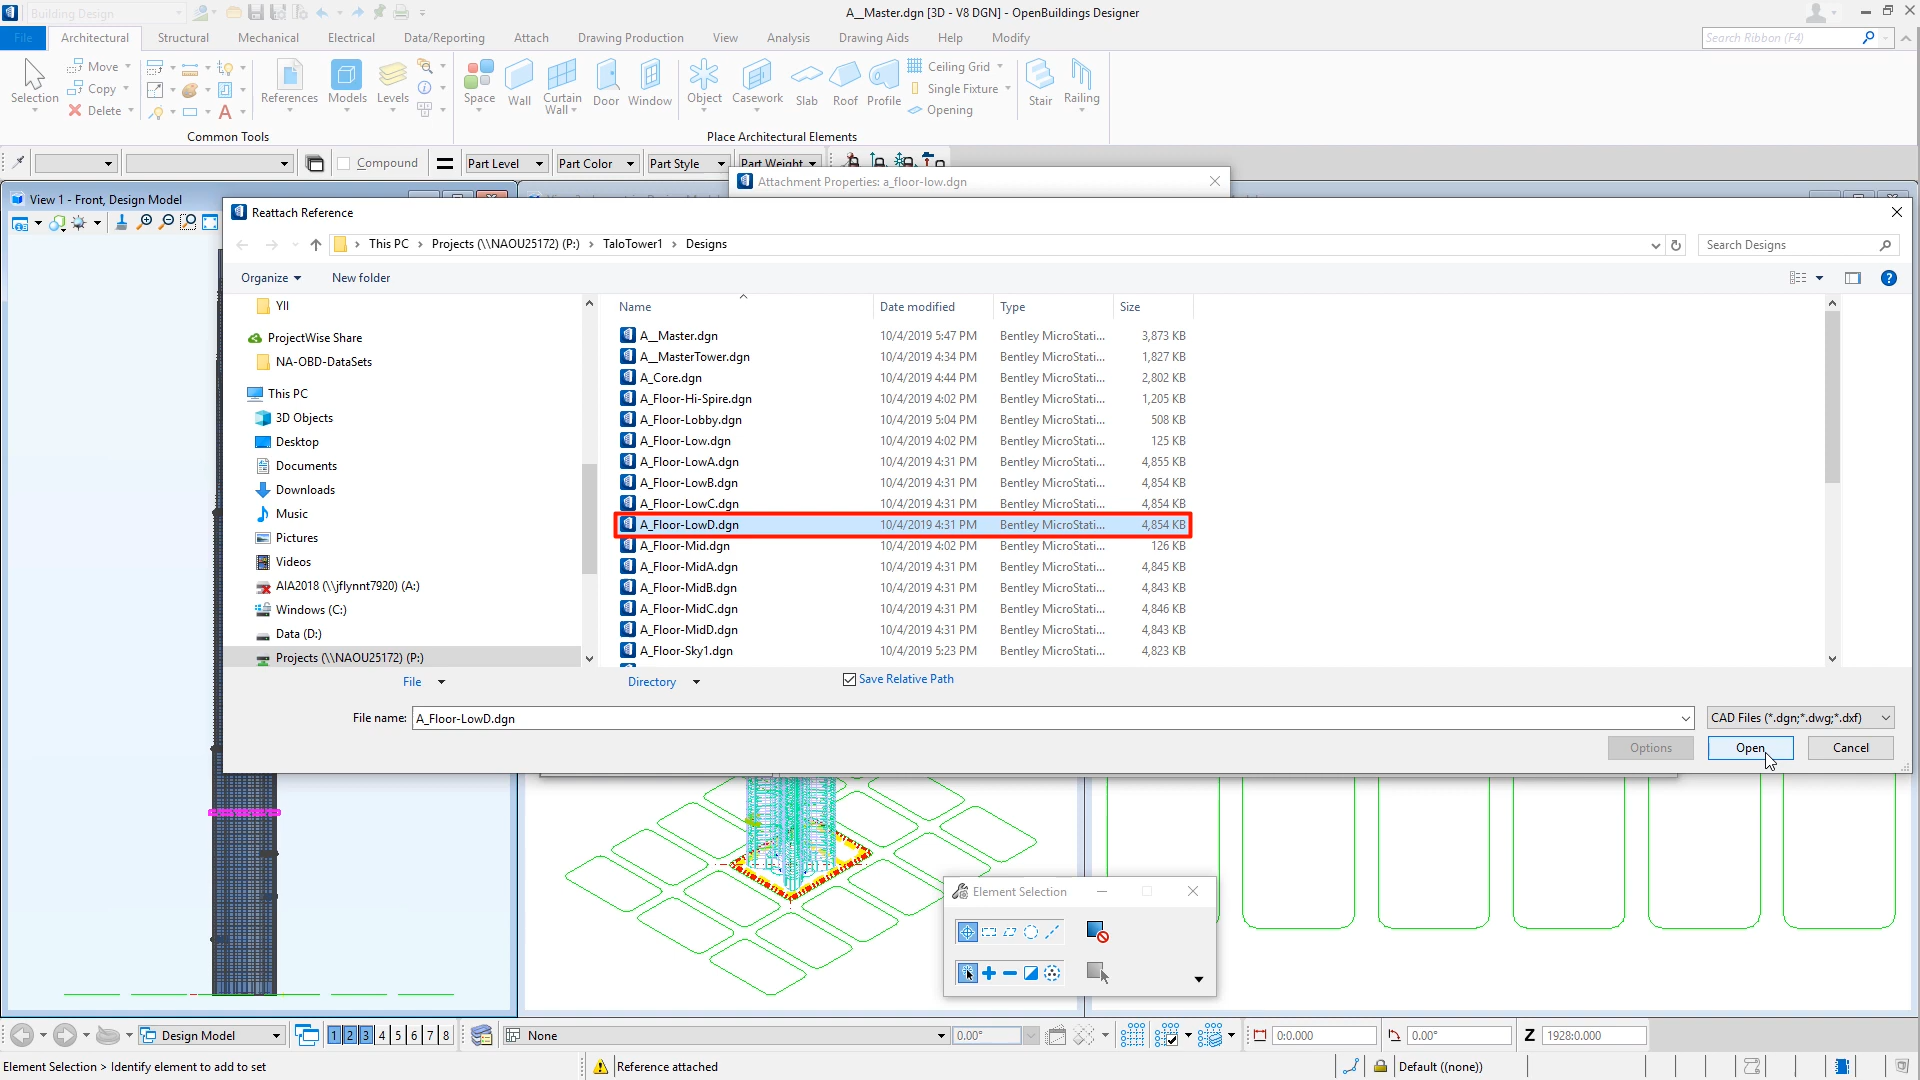 Building Design
A__Master.dgn [3D - V8 DGN] - OpenBuildings Designer
File Architectural Structural Mechanical Electrical Data/Reporting Attach Drawing Production View Analysis Drawing Aids Help Modify
Search Ribbon (F4)
Move
Copy
Delete
Selection References Models Levels Space Wall Curtain Wall Door Window Object Casework Slab Roof Profile
Ceiling Grid
Single Fixture
Opening
Stair Railing
Common Tools Place Architectural Elements
Compound Part Level Part Color Part Style Part Weight
Attachment Properties: a_floor-low.dgn
View 1 - Front, Design Model
Reattach Reference
This PC > Projects (\\NAOU25172) (P:) > TaloTower1 > Designs
Search Designs
Organize New folder
YII
ProjectWise Share
NA-OBD-DataSets
This PC
3D Objects
Desktop
Documents
Downloads
Music
Pictures
Videos
AIA2018 (\\jflynnt7920) (A:)
Windows (C:)
Data (D:)
Projects (\\NAOU25172) (P:)
Name Date modified Type Size
A__Master.dgn 10/4/2019 5:47 PM Bentley MicroStati... 3,873 KB
A__MasterTower.dgn 10/4/2019 4:34 PM Bentley MicroStati... 1,827 KB
A_Core.dgn 10/4/2019 4:44 PM Bentley MicroStati... 2,802 KB
A_Floor-Hi-Spire.dgn 10/4/2019 4:02 PM Bentley MicroStati... 1,205 KB
A_Floor-Lobby.dgn 10/4/2019 5:04 PM Bentley MicroStati... 508 KB
A_Floor-Low.dgn 10/4/2019 4:02 PM Bentley MicroStati... 125 KB
A_Floor-LowA.dgn 10/4/2019 4:31 PM Bentley MicroStati... 4,855 KB
A_Floor-LowB.dgn 10/4/2019 4:31 PM Bentley MicroStati... 4,854 KB
A_Floor-LowC.dgn 10/4/2019 4:31 PM Bentley MicroStati... 4,854 KB
A_Floor-LowD.dgn 10/4/2019 4:31 PM Bentley MicroStati... 4,854 KB
A_Floor-Mid.dgn 10/4/2019 4:02 PM Bentley MicroStati... 126 KB
A_Floor-MidA.dgn 10/4/2019 4:31 PM Bentley MicroStati... 4,845 KB
A_Floor-MidB.dgn 10/4/2019 4:31 PM Bentley MicroStati... 4,843 KB
A_Floor-MidC.dgn 10/4/2019 4:31 PM Bentley MicroStati... 4,846 KB
A_Floor-MidD.dgn 10/4/2019 4:31 PM Bentley MicroStati... 4,843 KB
A_Floor-Sky1.dgn 10/4/2019 5:23 PM Bentley MicroStati... 4,823 KB
File Directory Save Relative Path
File name: A_Floor-LowD.dgn CAD Files (*.dgn;*.dwg;*.dxf)
Options Open Cancel
Element Selection
Design Model 1 2 3 4 5 6 7 8 None 0.00° 0:0.000 0.00° Z 1928:0.000
Element Selection > Identify element to add to set Reference attached Default ((none))